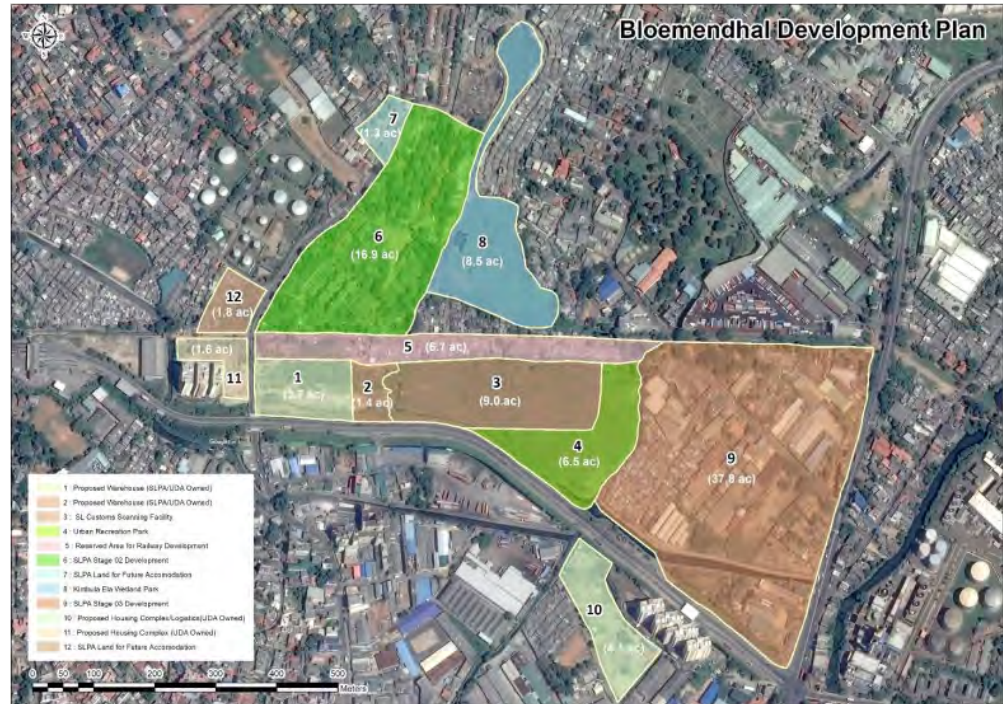 Bloemendhal Development Plan
7
(1.3 ac)
6
(16.9 ac)
8
(8.5 ac)
12
(1.8 ac)
(1.6 ac)
11
5
(6.7 ac)
1
2
(1.4 ac)
3
(9.0 ac)
4
(6.5 ac)
9
(37.8 ac)
10
(4.1 ac)
1 : Proposed Warehouse (SLPA/UDA Owned)
2 : Proposed Warehouse (SLPA/UDA Owned)
3 : SL Customs Scanning Facility
4 : Urban Recreation Park
5 : Reserved Area for Railway Development
6 : SLPA Stage 02 Development
7 : SLPA Land for Future Accomodation
8 : Kimbula Ela Wetland Park
9 : SLPA Stage 03 Development
10 : Proposed Housing Complex/Logistics(UDA Owned)
11 : Proposed Housing Complex (UDA Owned)
12 : SLPA Land for Future Accomodation
0 50 100 200 300 400 500
Meters